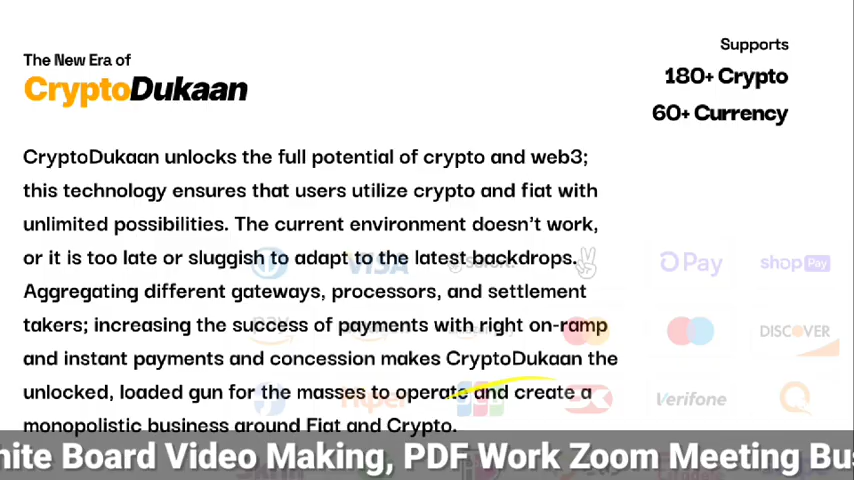 The New Era of
CryptoDukaan
Supports
180+ Crypto
60+ Currency
CryptoDukaan unlocks the full potential of crypto and web3;
this technology ensures that users utilize crypto and fiat with
unlimited possibilities. The current environment doesn't work,
or it is too late or sluggish to adapt to the latest backdrops.
Aggregating different gateways, processors, and settlement
takers; increasing the success of payments with right on-ramp
and instant payments and concession makes CryptoDukaan the
unlocked, loaded gun for the masses to operate and create a
monopolistic business around Fiat and Crypto.
VISA
Pay
shop Pay
DISCOVER
hiper
JCB
Verifone
hite Board Video Making, PDF Work Zoom Meeting Bus